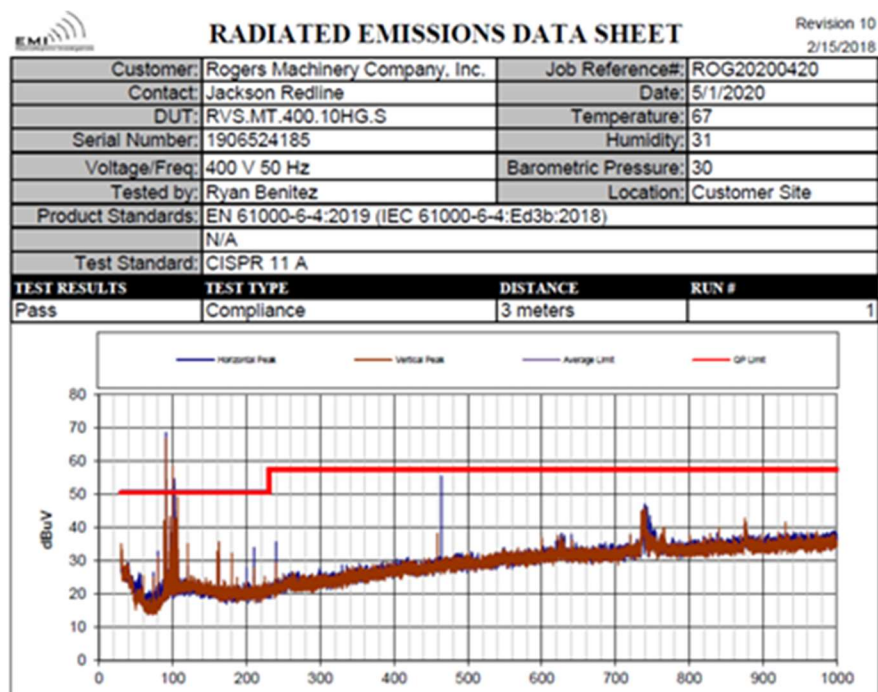 EMI
RADIATED EMISSIONS DATA SHEET
Revision 10
2/15/2018
Customer: Rogers Machinery Company, Inc. Job Reference#: ROG20200420
Contact: Jackson Redline Date: 5/1/2020
DUT: RVS.MT.400.10HG.S Temperature: 67
Serial Number: 1906524185 Humidity: 31
Voltage/Freq: 400 V 50 Hz Barometric Pressure: 30
Tested by: Ryan Benitez Location: Customer Site
Product Standards: EN 61000-6-4:2019 (IEC 61000-6-4:Ed3b:2018)
N/A
Test Standard: CISPR 11 A
TEST RESULTS TEST TYPE DISTANCE RUN #
Pass Compliance 3 meters 1
Horizontal Peak Vertical Peak Average Limit QP Limit
80
70
60
50
40
30
20
10
0
dBuV
0 100 200 300 400 500 600 700 800 900 1000